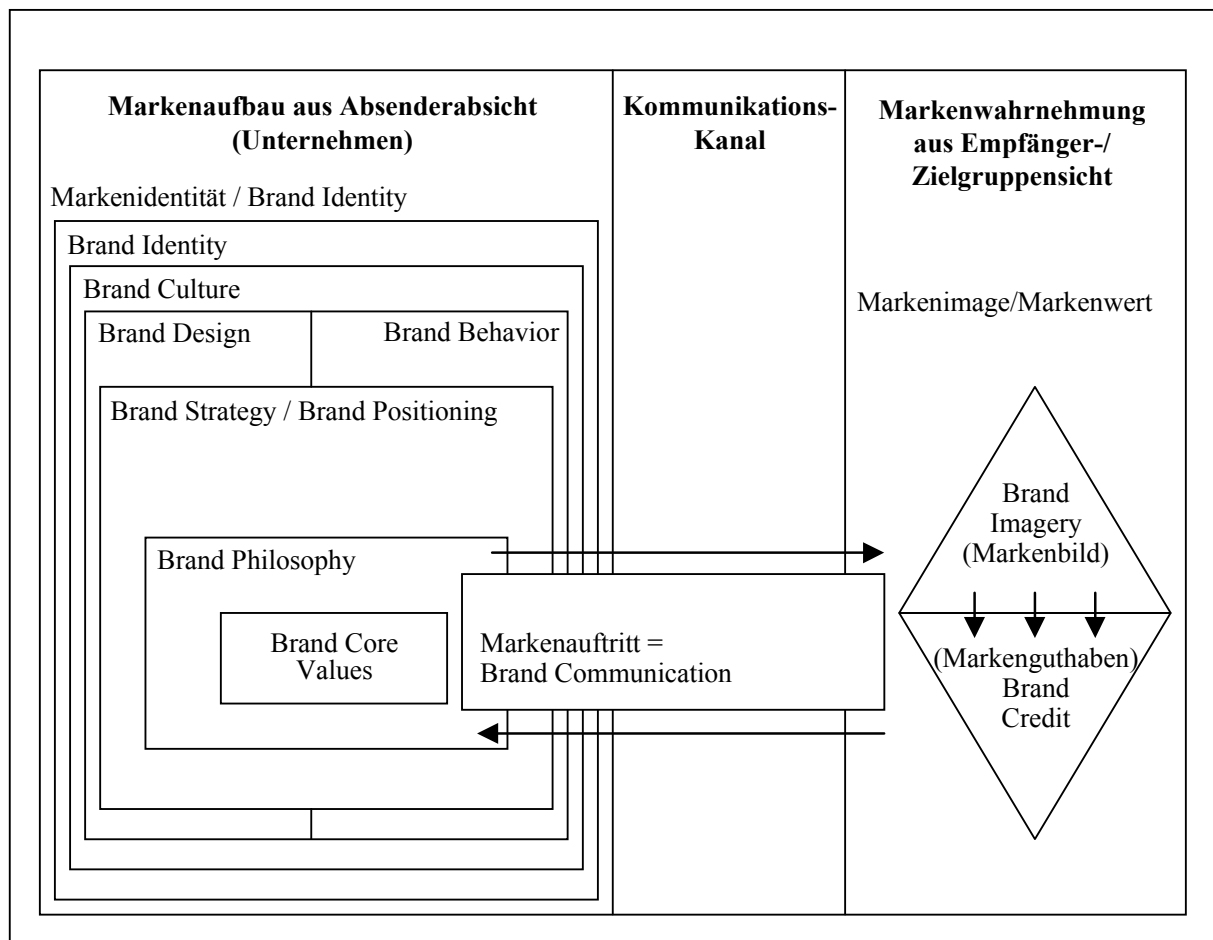 Markenaufbau aus Absenderabsicht
(Unternehmen)
Kommunikations-
Kanal
Markenwahrnehmung
aus Empfänger-/
Zielgruppensicht
Markenidentität / Brand Identity
Brand Identity
Brand Culture
Brand Design
Brand Behavior
Brand Strategy / Brand Positioning
Brand Philosophy
Brand Core
Values
Markenauftritt =
Brand Communication
Markenimage/Markenwert
Brand
Imagery
(Markenbild)
(Markenguthaben)
Brand
Credit